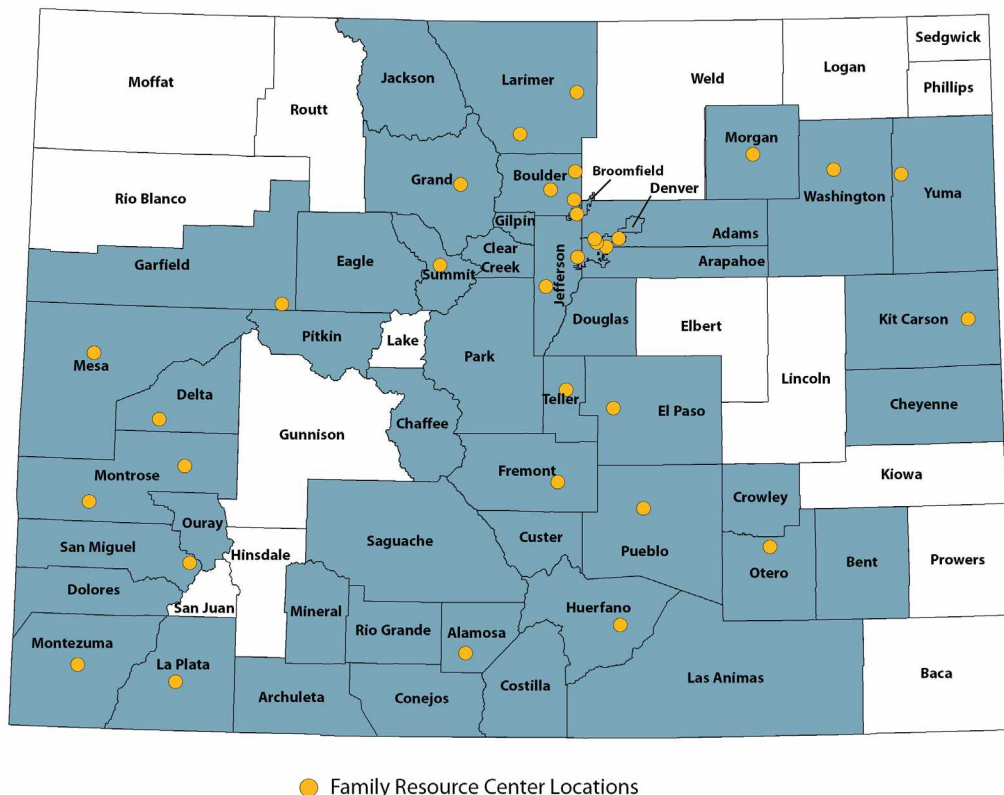 Sedgwick
Logan
Jackson
Larimer
Weld
Moffat
Phillips
Routt
Morgan
Boulder
Broomfield
Grand
Denver
Rio Blanco
Washington
Yuma
Gilpin
Adams
Clear
Creek
Eagle
Garfield
Arapahoe
Summit
Jefferson
Kit Carson
Douglas
Elbert
Pitkin
Lake
Park
Mesa
Lincoln
Delta
Teller
Cheyenne
El Paso
Chaffee
Gunnison
Fremont
Montrose
Kiowa
Crowley
Ouray
Custer
Saguache
San Miguel
Hinsdale
Pueblo
Prowers
Bent
Otero
Dolores
San Juan
Mineral
Huerfano
Rio Grande
Alamosa
Montezuma
La Plata
Baca
Las Animas
Costilla
Archuleta
Conejos
Family Resource Center Locations